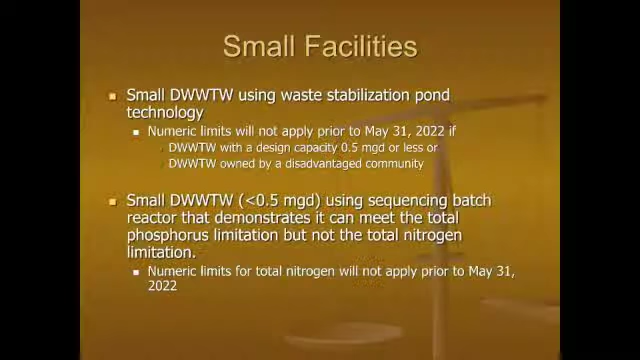 Small Facilities
Small DWWTW using waste stabilization pond
technology
Numeric limits will not apply prior to May 31, 2022 if
DWWTW with a design capacity 0.5 mgd or less or
DWWTW owned by a disadvantaged community
Small DWWTW (<0.5 mgd) using sequencing batch
reactor that demonstrates it can meet the total
phosphorus limitation but not the total nitrogen
limitation.
Numeric limits for total nitrogen will not apply prior to May 31,
2022